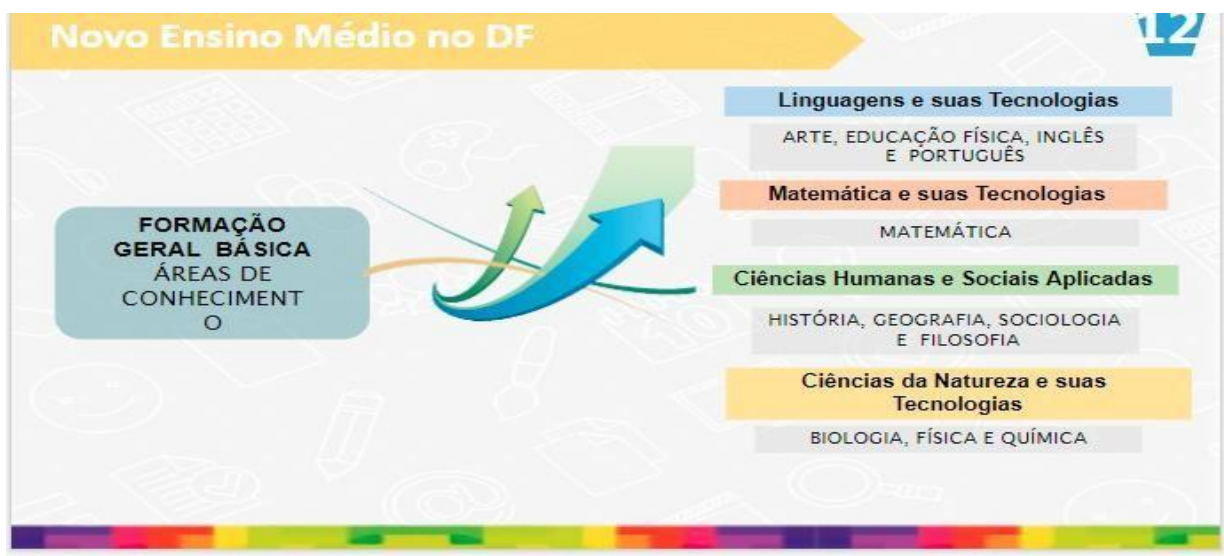 Novo Ensino Médio no DF
12
FORMAÇÃO
GERAL BÁSICA
ÁREAS DE
CONHECIMENT
O
Linguagens e suas Tecnologias
ARTE, EDUCAÇÃO FÍSICA, INGLÊS
E PORTUGUÊS
Matemática e suas Tecnologias
MATEMÁTICA
Ciências Humanas e Sociais Aplicadas
HISTÓRIA, GEOGRAFIA, SOCIOLOGIA
E FILOSOFIA
Ciências da Natureza e suas
Tecnologias
BIOLOGIA, FÍSICA E QUÍMICA